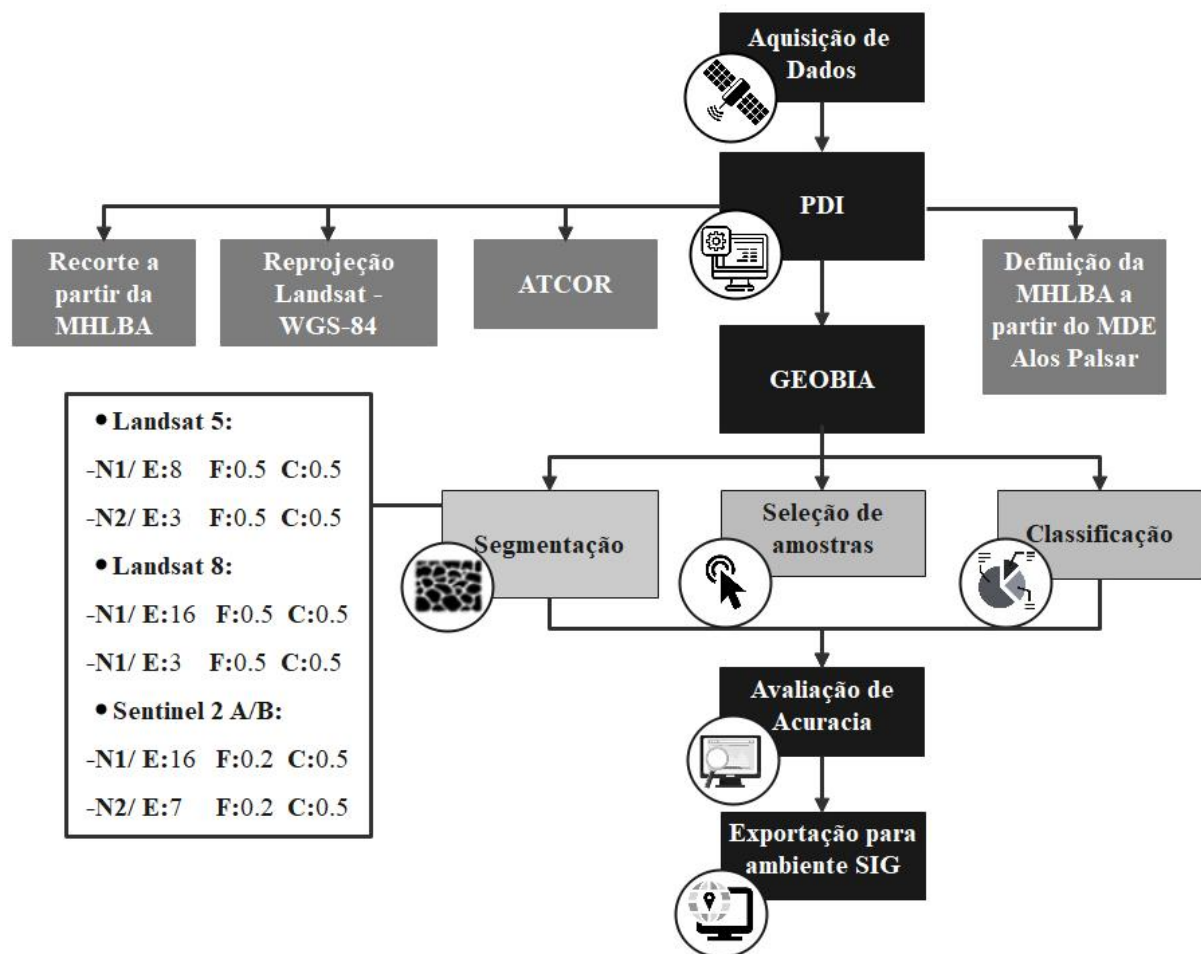 Aquisição de
Dados
PDI
Recorte a
partir da
MHLBA
Reprojeção
Landsat -
WGS-84
ATCOR
Definição da
MHLBA a
partir do MDE
Alos Palsar
GEOBIA
• Landsat 5:
-N1/ E:8 F:0.5 C:0.5
-N2/ E:3 F:0.5 C:0.5
• Landsat 8:
-N1/ E:16 F:0.5 C:0.5
-N1/ E:3 F:0.5 C:0.5
• Sentinel 2 A/B:
-N1/ E:16 F:0.2 C:0.5
-N2/ E:7 F:0.2 C:0.5
Segmentação
Seleção de
amostras
Classificação
Avaliação de
Acuracia
Exportação para
ambiente SIG